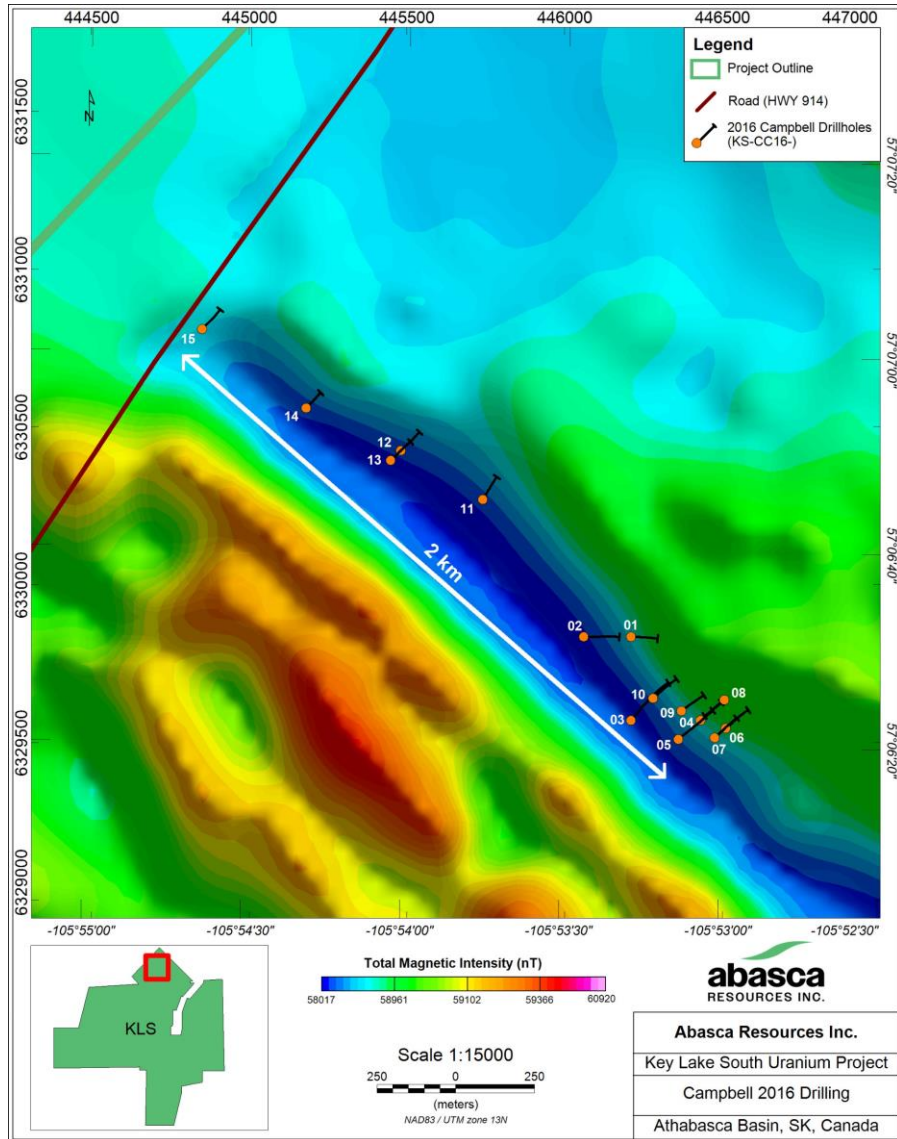 444500 445000 445500 446000 446500 447000
Legend
Project Outline
Road (HWY 914)
2016 Campbell Drillholes
(KS-CC16-)
N
6331500
6331000
6330500
6330000
6329500
6329000
57°07'20"
57°07'00"
57°06'40"
57°06'20"
15
14
12
13
11
2 km
02 01
10 08
09
03 04
05 06
07
-105°55'00" -105°54'30" -105°54'00" -105°53'30" -105°53'00" -105°52'30"
KLS
Total Magnetic Intensity (nT)
58017 58961 59102 59366 60920
Scale 1:15000
250 0 250
(meters)
NAD83 / UTM zone 13N
abasca
RESOURCES INC.
Abasca Resources Inc.
Key Lake South Uranium Project
Campbell 2016 Drilling
Athabasca Basin, SK, Canada